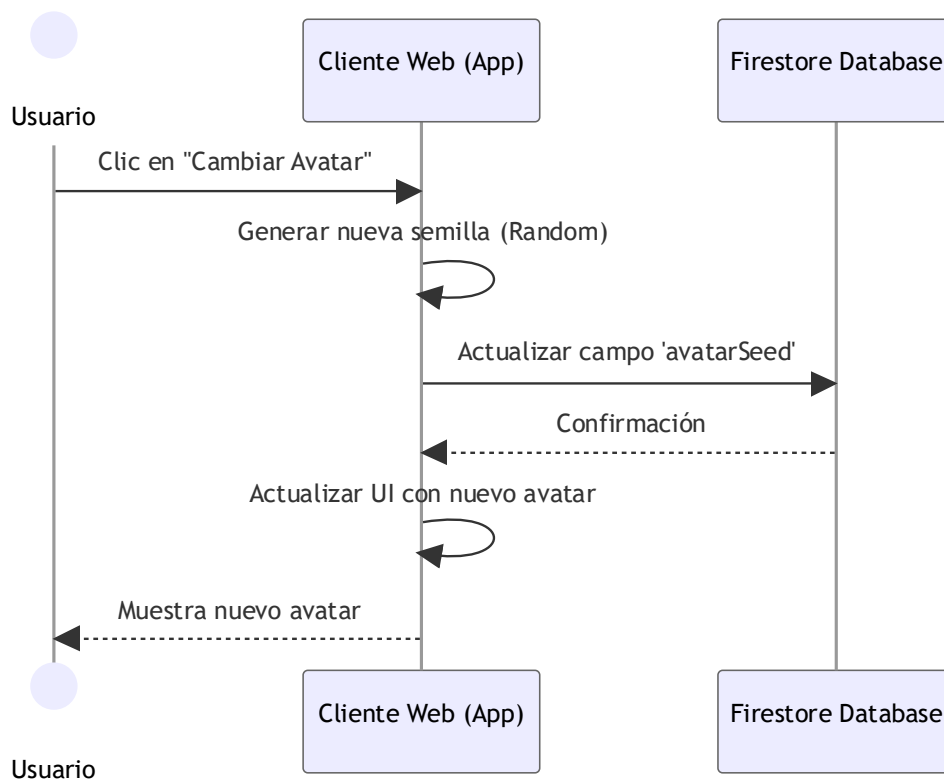 Cliente Web (App)
Firestore Database
Usuario
Clic en "Cambiar Avatar"
Generar nueva semilla (Random)
Actualizar campo 'avatarSeed'
Confirmación
Actualizar UI con nuevo avatar
Muestra nuevo avatar
Cliente Web (App)
Firestore Database
Usuario